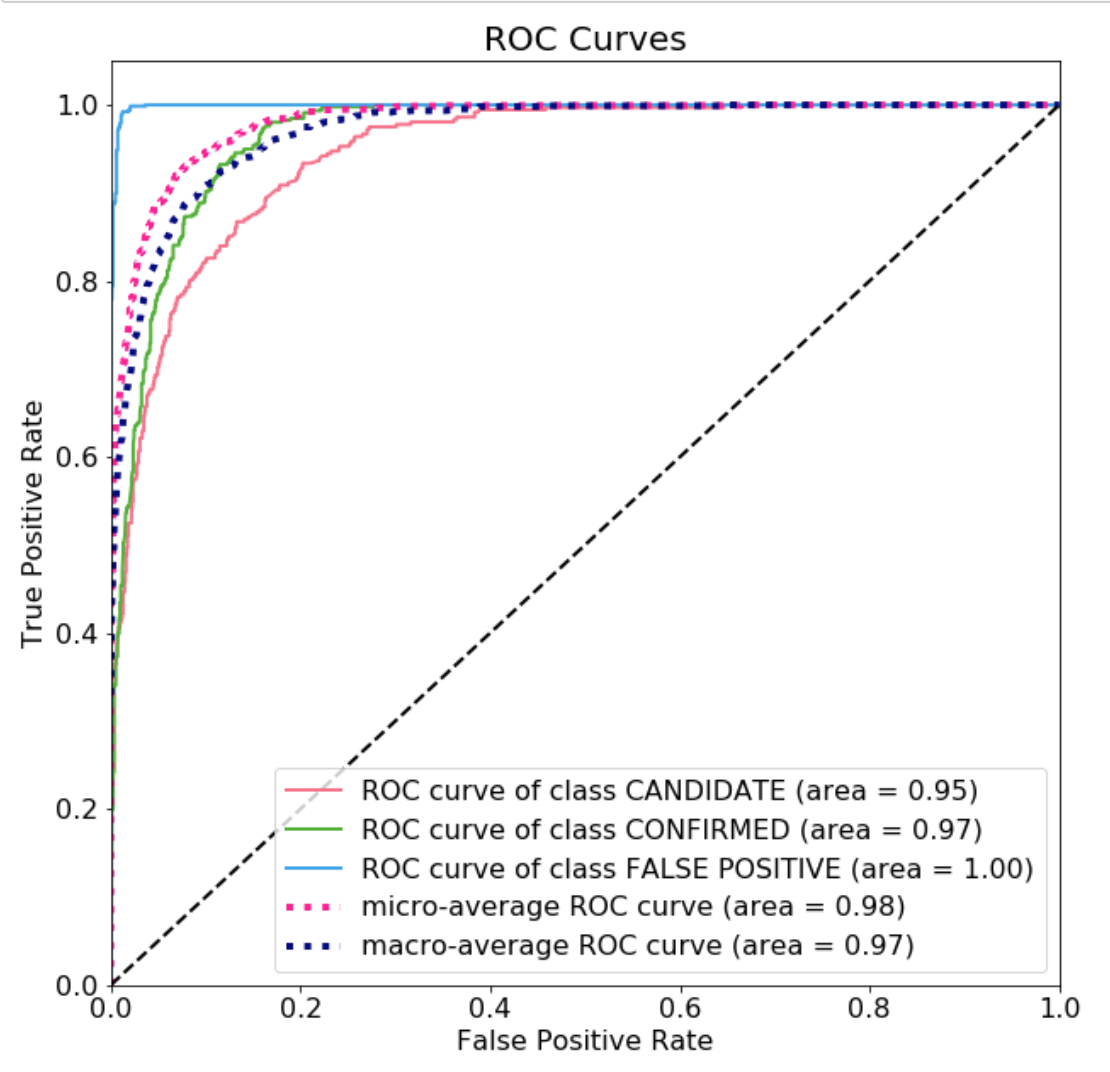 ROC Curves
True Positive Rate
1.0
0.8
0.6
0.4
0.2
0.0
ROC curve of class CANDIDATE (area = 0.95)
ROC curve of class CONFIRMED (area = 0.97)
ROC curve of class FALSE POSITIVE (area = 1.00)
micro-average ROC curve (area = 0.98)
macro-average ROC curve (area = 0.97)
0.0 0.2 0.4 0.6 0.8 1.0
False Positive Rate